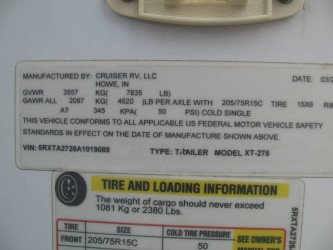 MANUFACTURED BY: CRUISER RV, LLC DATE: 03/2
HOWE, IN
GVWR 3557 KG( 7835 LB)
GAWR ALL 2097 KG( 4620 )LB PER AXLE WITH 205/75R15C TIRE 15X6 RIM
AT 345 KPA( 50 ) PSI COLD SINGLE
THIS CONFORMS TO ALL APPLICABLE US FEDERAL MOTOR VEHICLE SAFETY
STANDARDS IN EFFECT ON THE DATE OF MANUFACTURE SHOWN ABOVE.
VIN: 5RXTA2726A1019089 TYPE: TRAILER MODEL XT-275
TIRE AND LOADING INFORMATION
The weight of cargo should never exceed
1081 Kg or 2380 Lbs.
TIRE SIZE COLD TIRE PRESSURE SEE OWNER'S
FRONT 205/75R15C 50
5RXTA2726